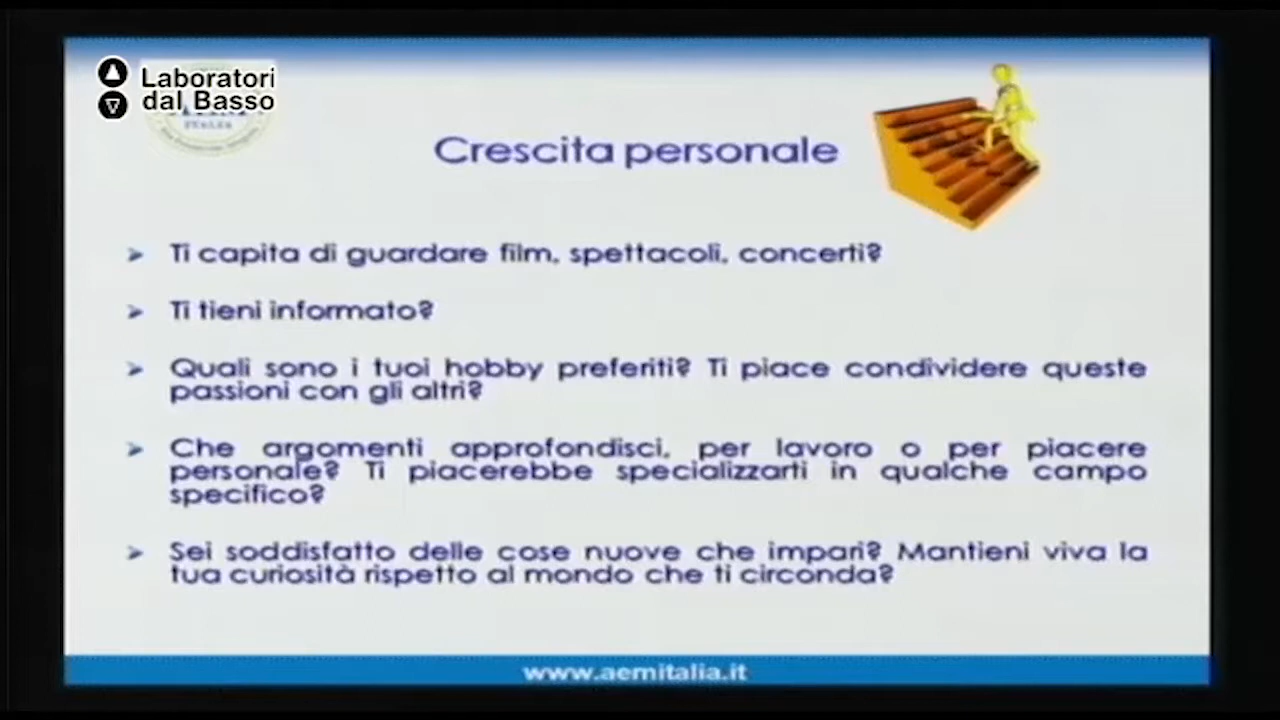 Laboratori
dal Basso
ITALIA
Crescita personale
Ti capita di guardare film, spettacoli, concerti?
Ti tieni informato?
Quali sono i tuoi hobby preferiti? Ti piace condividere queste
passioni con gli altri?
Che argomenti approfondisci, per lavoro o per piacere
personale? Ti piacerebbe specializzarti in qualche campo
specifico?
Sei soddisfatto delle cose nuove che impari? Mantieni viva la
tua curiosità rispetto al mondo che ti circonda?
www.aemitalia.it